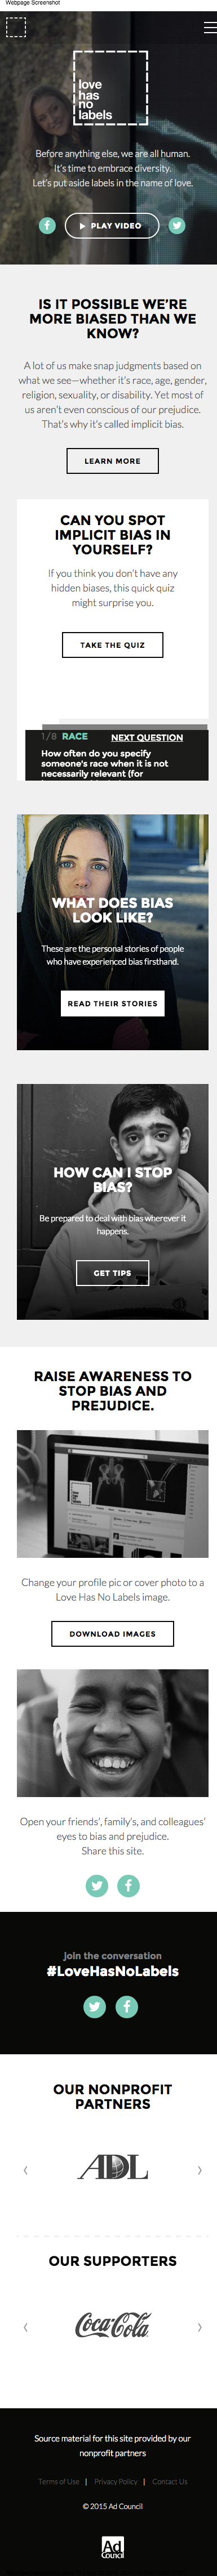 Webpage Screenshot
love
has
no
labels
Before anything else, we are all human.
It's time to embrace diversity.
Let's put aside labels in the name of love.
PLAY VIDEO
IS IT POSSIBLE WE'RE
MORE BIASED THAN WE
KNOW?
A lot of us make snap judgments based on
what we see—whether it's race, age, gender,
religion, sexuality, or disability. Yet most of
us aren't even conscious of our prejudice.
That's why it's called implicit bias.
LEARN MORE
CAN YOU SPOT
IMPLICIT BIAS IN
YOURSELF?
If you think you don't have any
hidden biases, this quick quiz
might surprise you.
TAKE THE QUIZ
1/8 RACE NEXT QUESTION
How often do you specify
someone's race when it is not
necessarily relevant (for
WHAT DOES BIAS
LOOK LIKE?
These are the personal stories of people
who have experienced bias firsthand.
READ THEIR STORIES
HOW CAN I STOP
BIAS?
Be prepared to deal with bias wherever it
happens.
GET TIPS
RAISE AWARENESS TO
STOP BIAS AND
PREJUDICE.
love
has
no
labels
Change your profile pic or cover photo to a
Love Has No Labels image.
DOWNLOAD IMAGES
Open your friends', family's, and colleagues'
eyes to bias and prejudice.
Share this site.
join the conversation
#LoveHasNoLabels
OUR NONPROFIT
PARTNERS
ADL
OUR SUPPORTERS
Coca-Cola
Source material for this site provided by our
nonprofit partners
Terms of Use | Privacy Policy | Contact Us
© 2015 Ad Council
Ad
Council